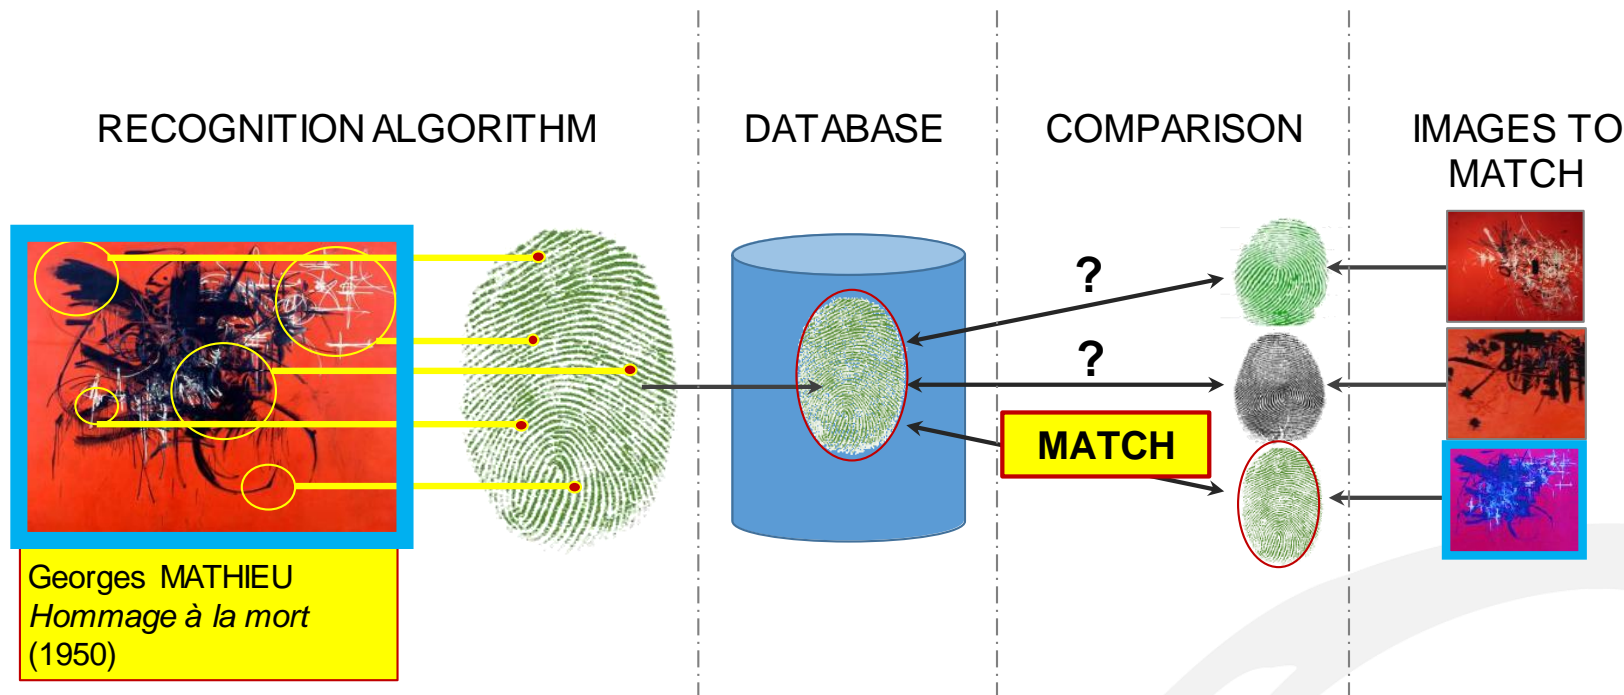 RECOGNITION ALGORITHM
DATABASE
COMPARISON
IMAGES TO
MATCH
?
?
MATCH
Georges MATHIEU
Hommage à la mort
(1950)